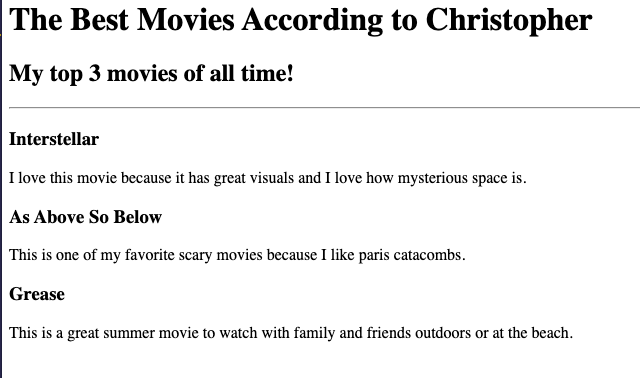 The Best Movies According to Christopher
My top 3 movies of all time!
Interstellar
I love this movie because it has great visuals and I love how mysterious space is.
As Above So Below
This is one of my favorite scary movies because I like paris catacombs.
Grease
This is a great summer movie to watch with family and friends outdoors or at the beach.